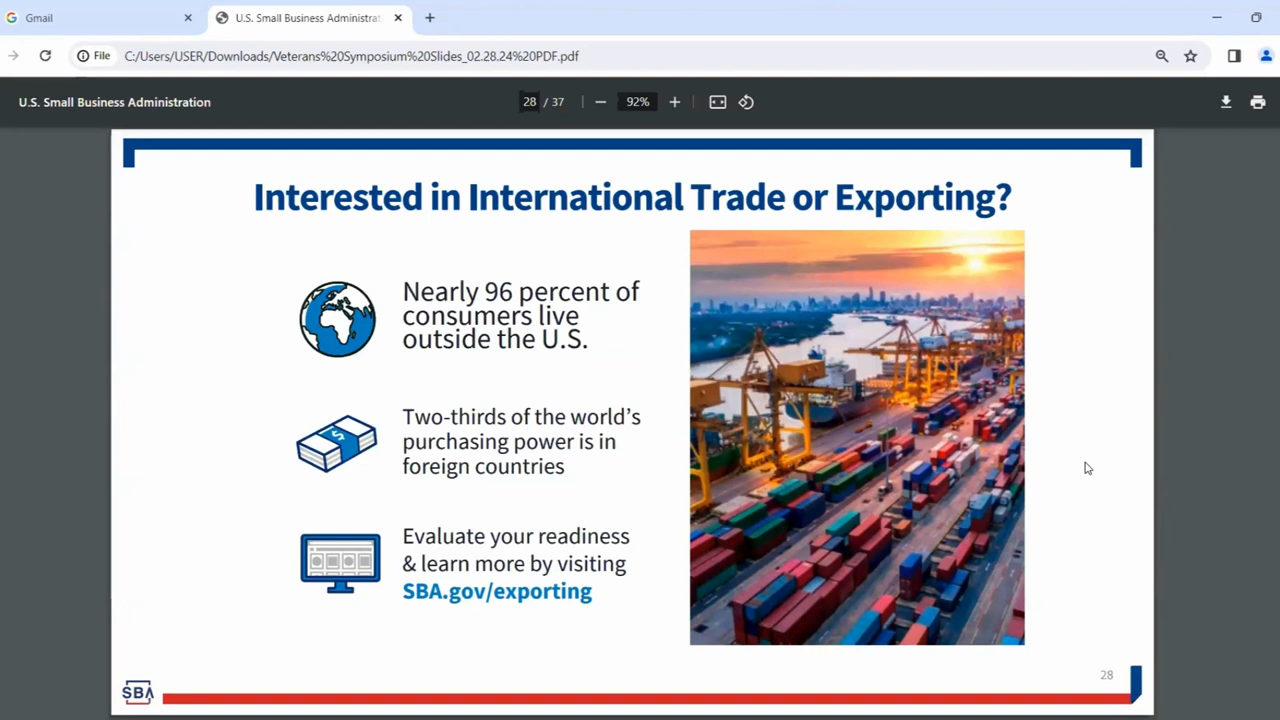 Gmail
U.S. Small Business Administrat
File
C:/Users/USER/Downloads/Veterans%20Symposium%20Slides_02.28.24%20PDF.pdf
U.S. Small Business Administration
28 / 37
92%
Interested in International Trade or Exporting?
Nearly 96 percent of
consumers live
outside the U.S.
Two-thirds of the world’s
purchasing power is in
foreign countries
Evaluate your readiness
& learn more by visiting
SBA.gov/exporting
28
SBA